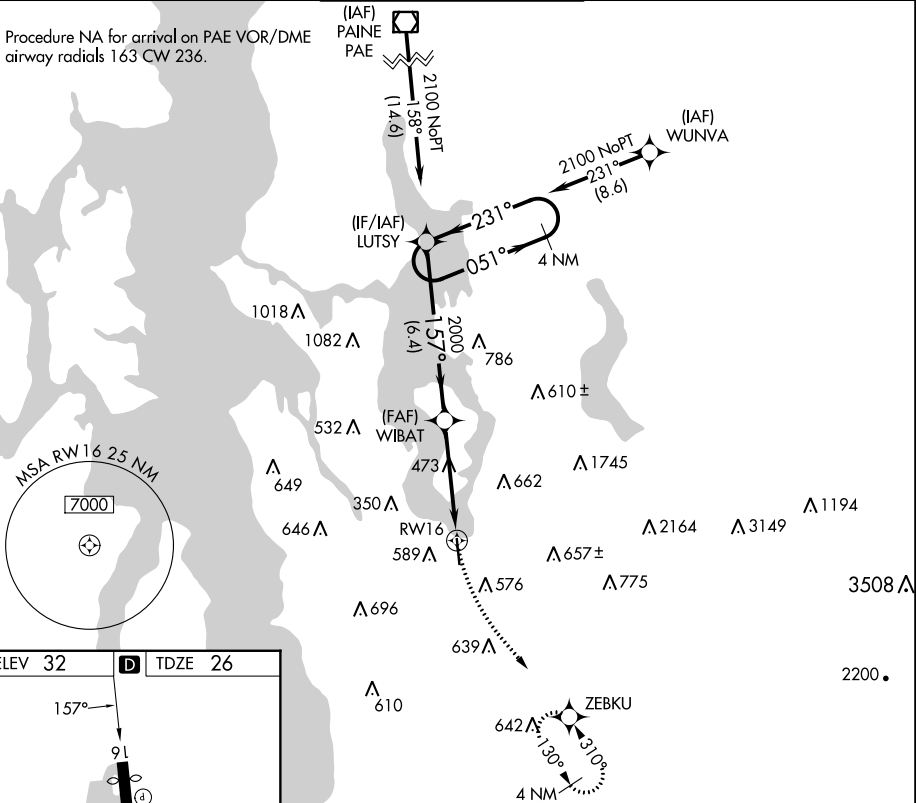 Procedure NA for arrival on PAE VOR/DME
airway radials 163 CW 236.
(IAF)
PAINE
PAE
2100 NoPT
158°
(14.6)
(IAF)
WUNVA
2100 NoPT
231°
(8.6)
(IF/IAF)
LUTSY
231°
051°
4 NM
1018
1082
2000
157°
(6.4)
786
610 ±
(FAF)
WIBAT
532
473
649
662
1745
MSA RW16 25 NM
7000
350
646
RW16
589
657 ±
2164
3149
1194
576
775
3508
696
639
2200
ELEV 32
D
TDZE 26
157°
16
P
610
642
ZEBKU
130°
310°
4 NM